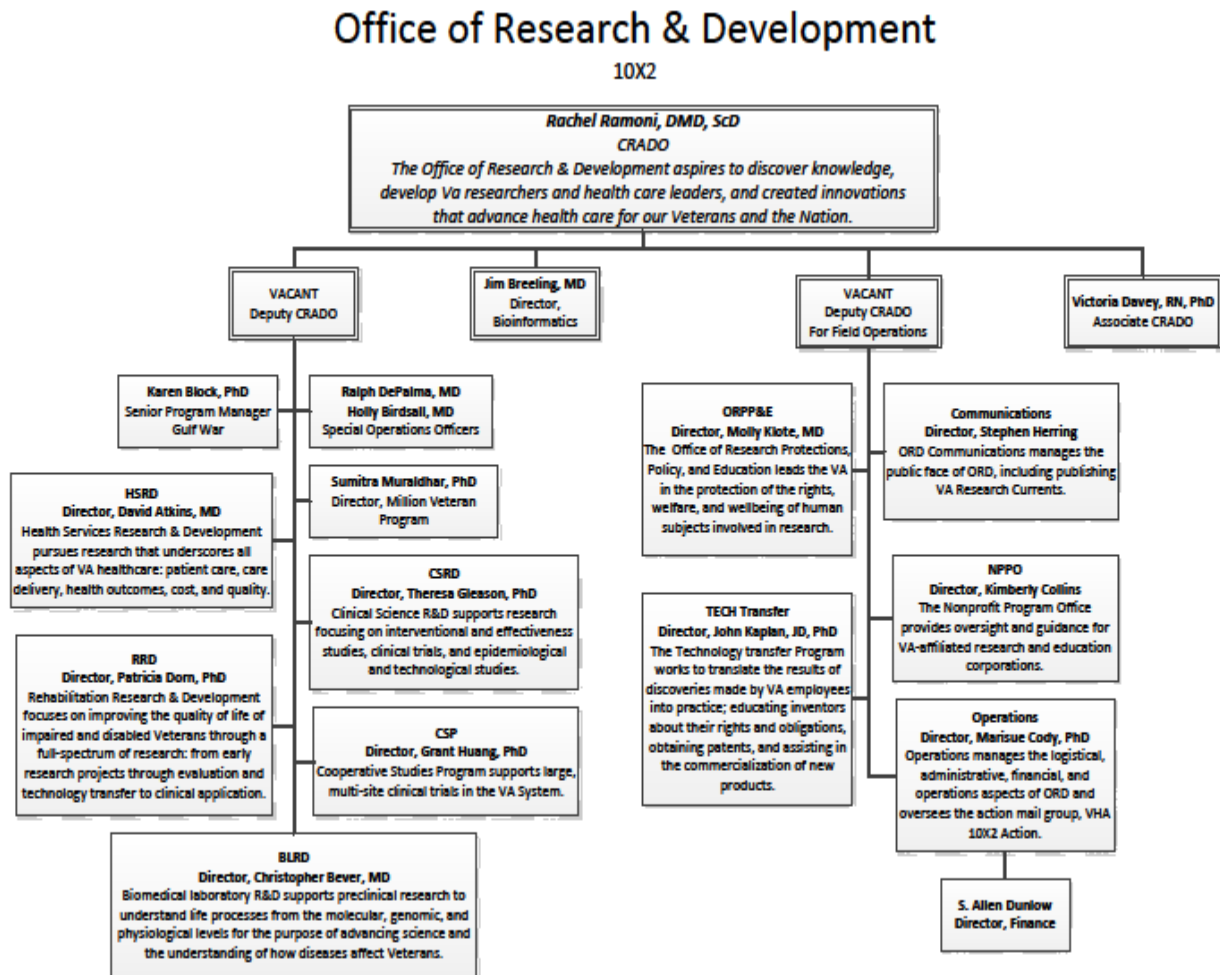 Office of Research & Development
10X2
Rachel Ramoni, DMD, ScD
CRADO
The Office of Research & Development aspires to discover knowledge,
develop Va researchers and health care leaders, and created innovations
that advance health care for our Veterans and the Nation.
VACANT
Deputy CRADO
Jim Breeling, MD
Director,
Bioinformatics
VACANT
Deputy CRADO
For Field Operations
Victoria Davey, RN, PhD
Associate CRADO
Karen Block, PhD
Senior Program Manager
Gulf War
Ralph DePalma, MD
Holly Birdsall, MD
Special Operations Officers
Sumitra Muraldhar, PhD
Director, Million Veteran
Program
HSRD
Director, David Atkins, MD
Health Services Research & Development
pursues research that underscores all
aspects of VA healthcare: patient care, care
delivery, health outcomes, cost, and quality.
CSRD
Director, Theresa Gleason, PhD
Clinical Science R&D supports research
focusing on interventional and effectiveness
studies, clinical trials, and epidemiological
and technological studies.
RRD
Director, Patricia Dorn, PhD
Rehabilitation Research & Development
focuses on improving the quality of life of
impaired and disabled Veterans through a
full-spectrum of research: from early
research projects through evaluation and
technology transfer to clinical application.
CSP
Director, Grant Huang, PhD
Cooperative Studies Program supports large,
multi-site clinical trials in the VA System.
BLRD
Director, Christopher Bever, MD
Biomedical laboratory R&D supports preclinical research to
understand life processes from the molecular, genomic, and
physiological levels for the purpose of advancing science and
the understanding of how diseases affect Veterans.
ORPP&E
Director, Molly Klote, MD
The Office of Research Protections,
Policy, and Education leads the VA
in the protection of the rights,
welfare, and wellbeing of human
subjects involved in research.
Communications
Director, Stephen Herring
ORD Communications manages the
public face of ORD, including publishing
VA Research Currents.
TECH Transfer
Director, John Kaplan, JD, PhD
The Technology transfer Program
works to translate the results of
discoveries made by VA employees
into practice; educating inventors
about their rights and obligations,
obtaining patents, and assisting in
the commercialization of new
products.
NPPO
Director, Kimberly Collins
The Nonprofit Program Office
provides oversight and guidance for
VA-affiliated research and education
corporations.
Operations
Director, Marisue Cody, PhD
Operations manages the logistical,
administrative, financial, and
operations aspects of ORD and
oversees the action mail group, VHA
10X2 Action.
S. Allen Dunlow
Director, Finance